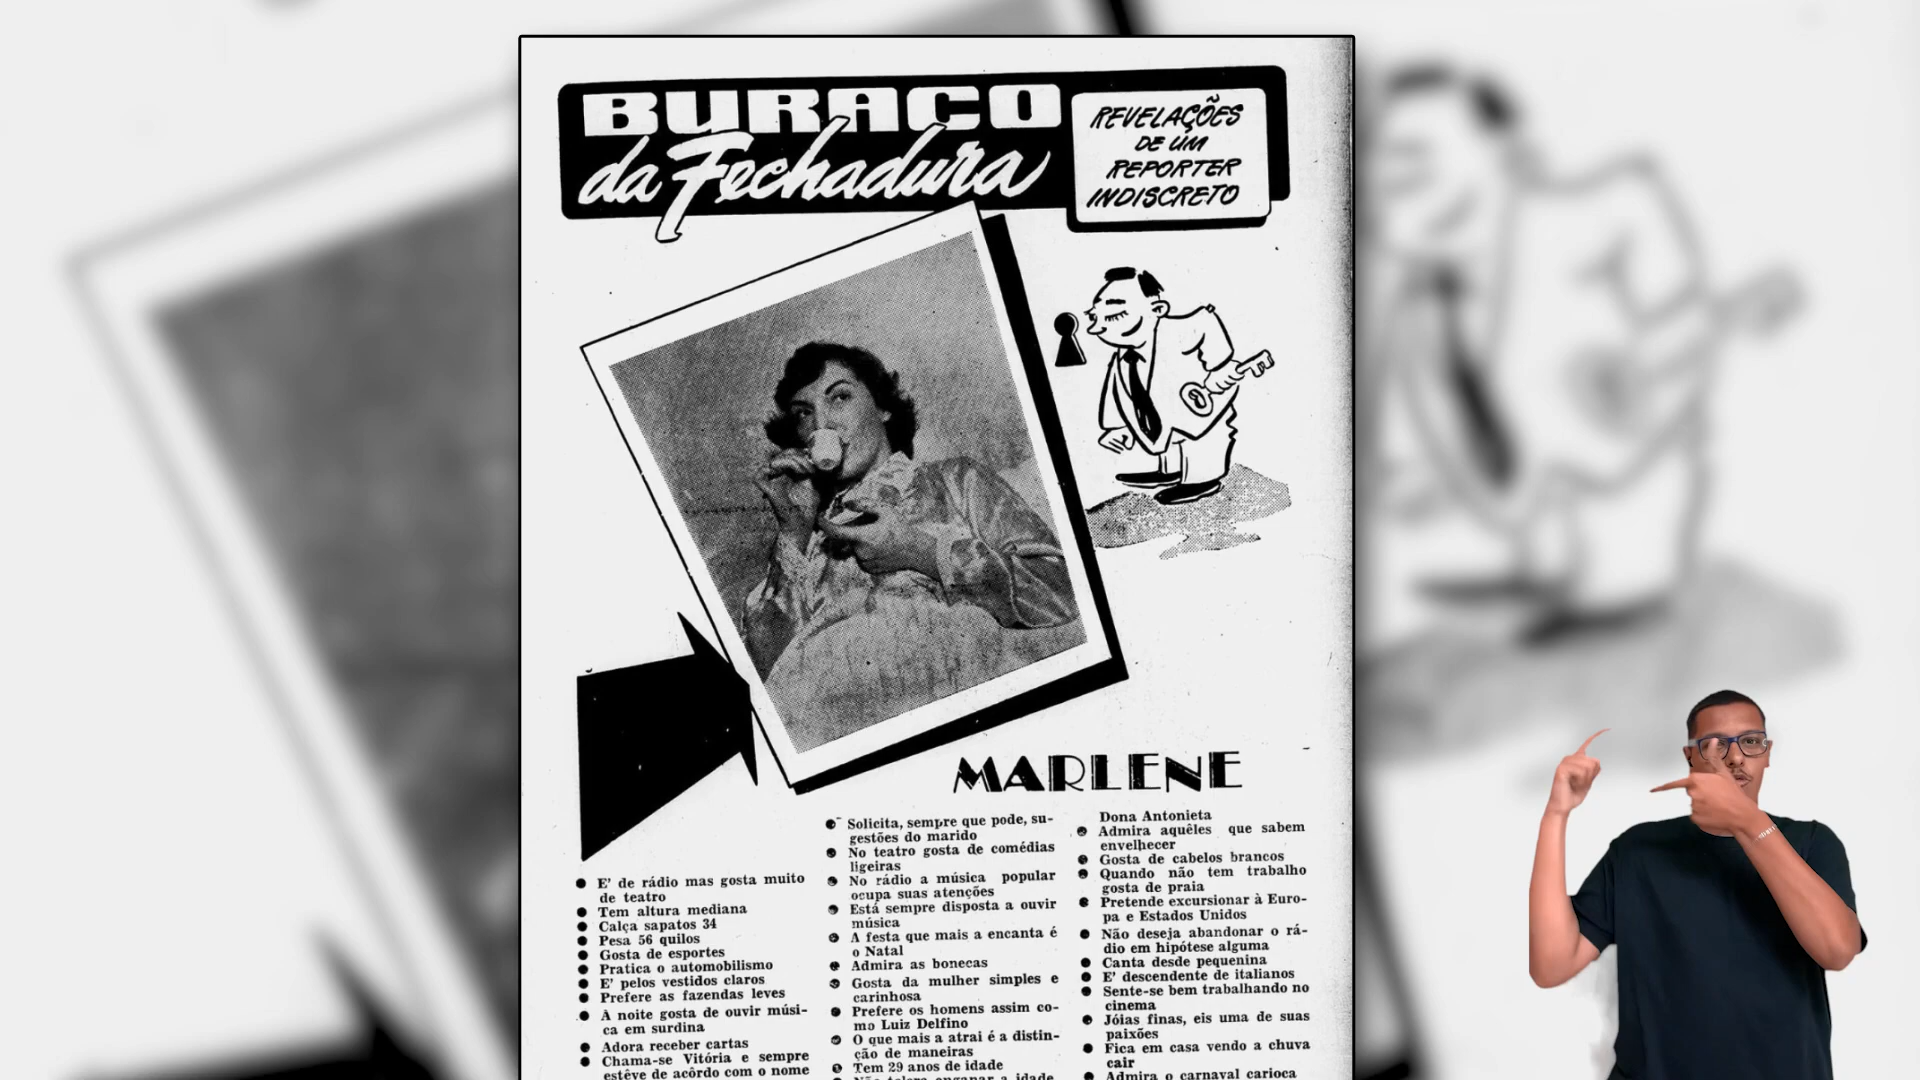 BURACO
da Fechadura
REVELAÇÕES
DE UM
REPORTER
INDISCRETO
MARLENE
E' de rádio mas gosta muito
de teatro
Tem altura mediana
Calça sapatos 34
Pesa 56 quilos
Gosta de esportes
Pratica o automobilismo
E' pelos vestidos claros
Prefere as fazendas leves
À noite gosta de ouvir músi-
ca em surdina
Adora receber cartas
Chama-se Vitória e sempre
estêve de acôrdo com o nome
Solicita, sempre que pode, su-
gestões do marido
No teatro gosta de comédias
ligeiras
No rádio a música popular
ocupa suas atenções
Está sempre disposta a ouvir
música
A festa que mais a encanta é
o Natal
Admira as bonecas
Gosta da mulher simples e
carinhosa
Prefere os homens assim co-
mo Luiz Delfino
O que mais a atrai é a distin-
ção de maneiras
Tem 29 anos de idade
Não tolera enganar a idade
Dona Antonieta
Admira aquêles que sabem
envelhecer
Gosta de cabelos brancos
Quando não tem trabalho
gosta de praia
Pretende excursionar à Euro-
pa e Estados Unidos
Não deseja abandonar o rá-
dio em hipótese alguma
Canta desde pequenina
E' descendente de italianos
Sente-se bem trabalhando no
cinema
Jóias finas, eis uma de suas
paixões
Fica em casa vendo a chuva
cair
Admira o carnaval carioca